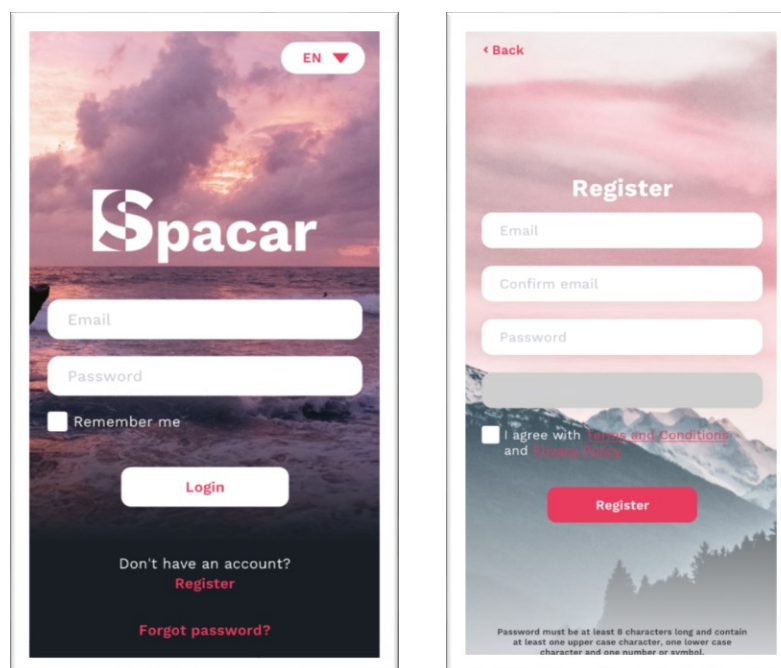 EN
Spacar
Email
Password
Remember me
Login
Don't have an account?
Register
Forgot password?
‹ Back
Register
Email
Confirm email
Password
I agree with Terms and Conditions
and Privacy Policy
Register
Password must be at least 8 characters long and contain
at least one upper case character, one lower case
character and one number or symbol.